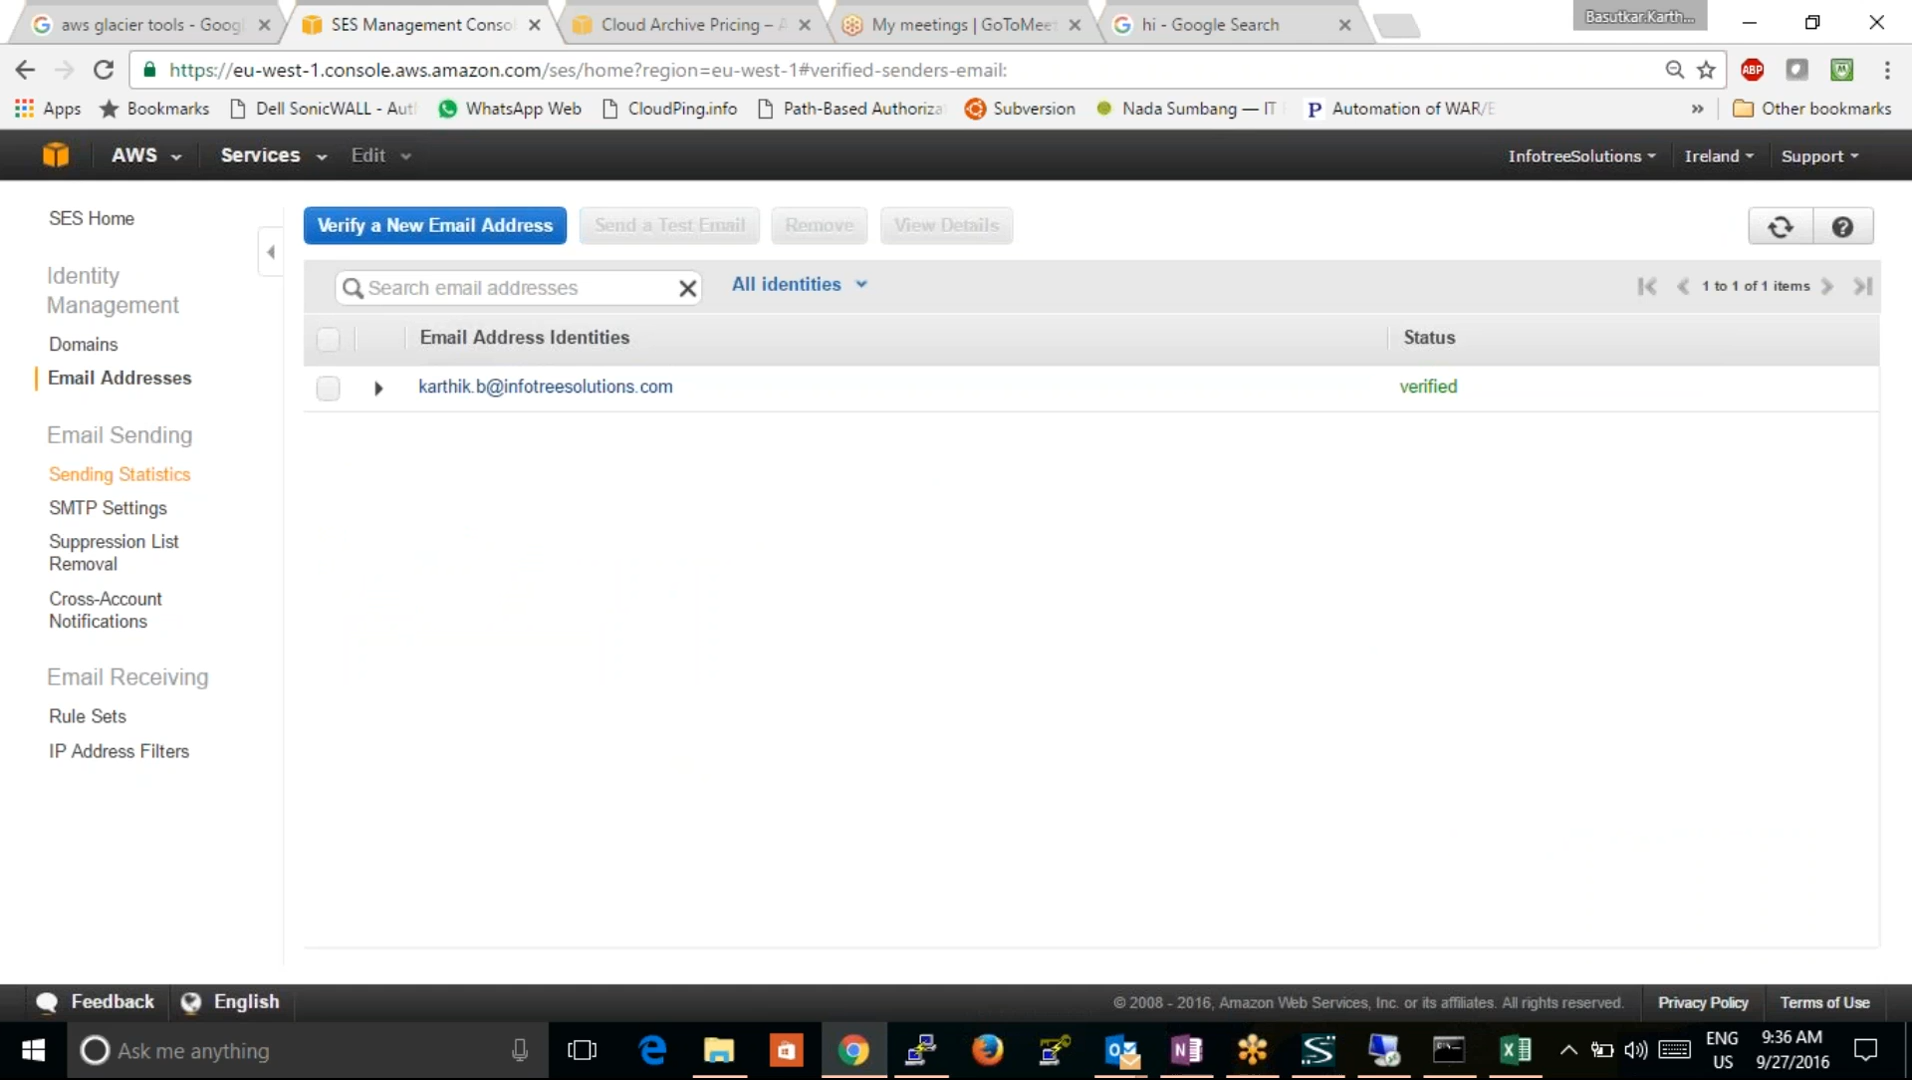 aws glacier tools - Goog
SES Management Conso
Cloud Archive Pricing – A
My meetings | GoToMeet
hi - Google Search
Basutkar.Karth...
https://eu-west-1.console.aws.amazon.com/ses/home?region=eu-west-1#verified-senders-email:
ABP
Apps
Bookmarks
Dell SonicWALL - Aut
WhatsApp Web
CloudPing.info
Path-Based Authoriza
Subversion
Nada Sumbang — IT
Automation of WAR/E
»
Other bookmarks
AWS
Services
Edit
InfotreeSolutions
Ireland
Support
SES Home
Identity
Management
Domains
Email Addresses
Email Sending
Sending Statistics
SMTP Settings
Suppression List
Removal
Cross-Account
Notifications
Email Receiving
Rule Sets
IP Address Filters
Verify a New Email Address
Send a Test Email
Remove
View Details
Search email addresses
All identities
1 to 1 of 1 items
Email Address Identities
Status
karthik.b@infotreesolutions.com
verified
Feedback
English
© 2008 - 2016, Amazon Web Services, Inc. or its affiliates. All rights reserved.
Privacy Policy
Terms of Use
Ask me anything
ENG
US
9:36 AM
9/27/2016